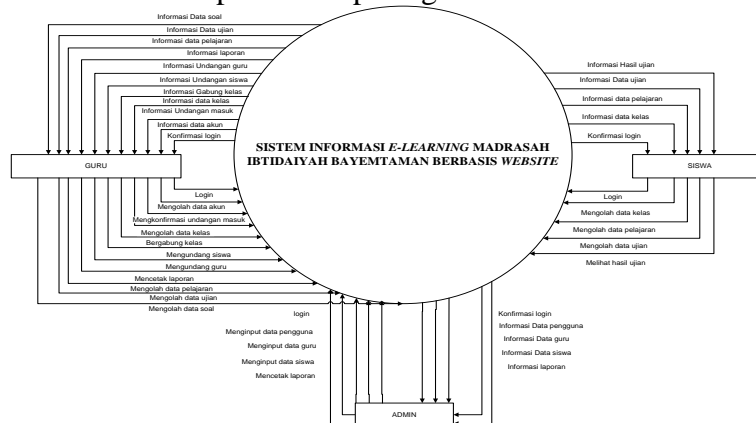 Informasi Data soal
Informasi Data ujian
Informasi data pelajaran
Informasi laporan
Informasi Undangan guru
Informasi Undangan siswa
Informasi Gabung kelas
Informasi data kelas
Informasi Undangan masuk
Informasi data akun
Konfirmasi login
GURU
Login
Mengolah data akun
Mengkonfirmasi undangan masuk
Mengolah data kelas
Bergabung kelas
Mengundang siswa
Mengundang guru
Mencetak laporan
Mengolah data pelajaran
Mengolah data ujian
Mengolah data soal
SISTEM INFORMASI E-LEARNING MADRASAH
IBTIDAIYAH BAYEMTAMAN BERBASIS WEBSITE
Informasi Hasil ujian
Informasi Data ujian
Informasi data pelajaran
Informasi data kelas
Konfirmasi login
SISWA
Login
Mengolah data kelas
Mengolah data pelajaran
Mengolah data ujian
Melihat hasil ujian
login
Menginput data pengguna
Menginput data guru
Menginput data siswa
Mencetak laporan
Konfirmasi login
Informasi Data pengguna
Informasi Data guru
Informasi Data siswa
Informasi laporan
ADMIN